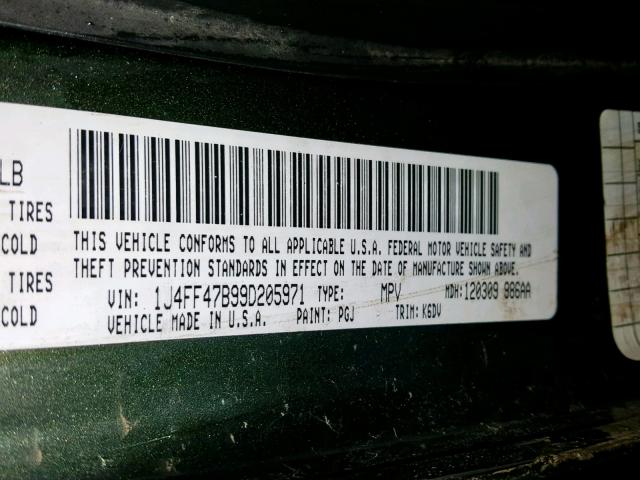 LB
TIRES
COLD
TIRES
COLD
THIS VEHICLE CONFORMS TO ALL APPLICABLE U.S.A. FEDERAL MOTOR VEHICLE SAFETY AND
THEFT PREVENTION STANDARDS IN EFFECT ON THE DATE OF MANUFACTURE SHOWN ABOVE.
VIN: 1J4FF47B99D205971 TYPE: MPV MDH: 120309 986AA
VEHICLE MADE IN U.S.A. PAINT: PGJ TRIM: K6DV